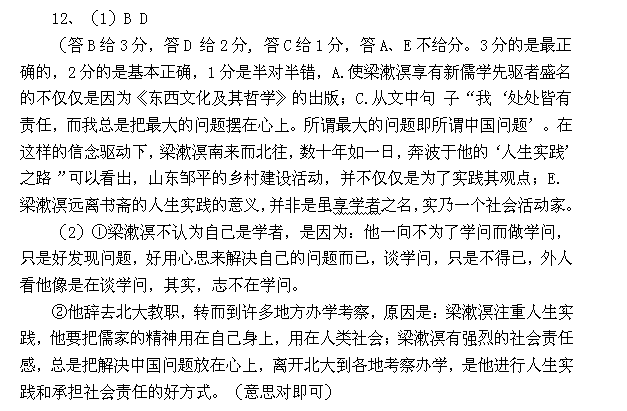 12、（1）B D
（答B给3分，答 D 给2分, 答C给1分，答A、E不给分。3分的是最正
确的，2分的是基本正确，1分是半对半错，A.使梁漱溟享有新儒学先驱者盛名
的不仅仅是因为《东西文化及其哲学》的出版；C.从文中句 子“我‘处处皆有
责任，而我总是把最大的问题摆在心上。所谓最大的问题即所谓中国问题’。在
这样的信念驱动下，梁漱溟南来而北往，数十年如一日，奔波于他的‘人生实践’
之路 ”可以看出，山东邹平的乡村建设活动，并不仅仅是为了实践其观点；E.
梁漱溟远离书斋的人生实践的意义,并非是虽享学者之名，实乃一个社会活动家。
（2）①梁漱溟不认为自己是学者，是因为：他一向不为了学问而做学问，
只是好发现问题，好用心思来解决自己的问题而已，谈学问，只是不得已，外人
看他像是在谈学问，其实，志不在学问。
②他辞去北大教职，转而到许多地方办学考察，原因是：梁漱溟注重人生实
践，他要把儒家的精神用在自己身上，用在人类社会；梁漱溟有强烈的社会责任
感，总是把解决中国问题放在心上，离开北大到各地考察办学，是他进行人生实
践和承担社会责任的好方式。（意思对即可）